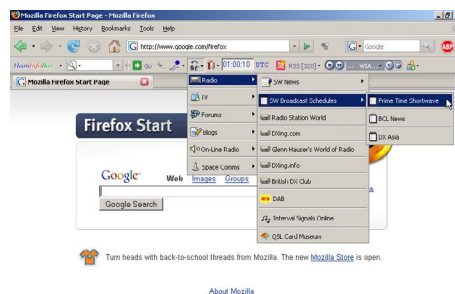 Mozilla Firefox Start Page - Mozilla Firefox
File Edit View History Bookmarks Tools Help
http://www.google.com/firefox
Google
ABP
Go
01:00:10 UTC RSS [320]
Mozilla Firefox Start Page
Radio
TV
Forums
Blogs
On-Line Radio
Space Comms
SW News
SW Broadcast Schedules
Radio Station World
DXing.com
Glenn Hauser's World of Radio
DXing.info
British DX Club
DAB
Interval Signals Online
QSL Card Museum
Prime Time Shortwave
BCL News
DX Asia
Firefox Start
Google
Web Images Groups
Google Search
Turn heads with back-to-school threads from Mozilla. The new Mozilla Store is open.
About Mozilla